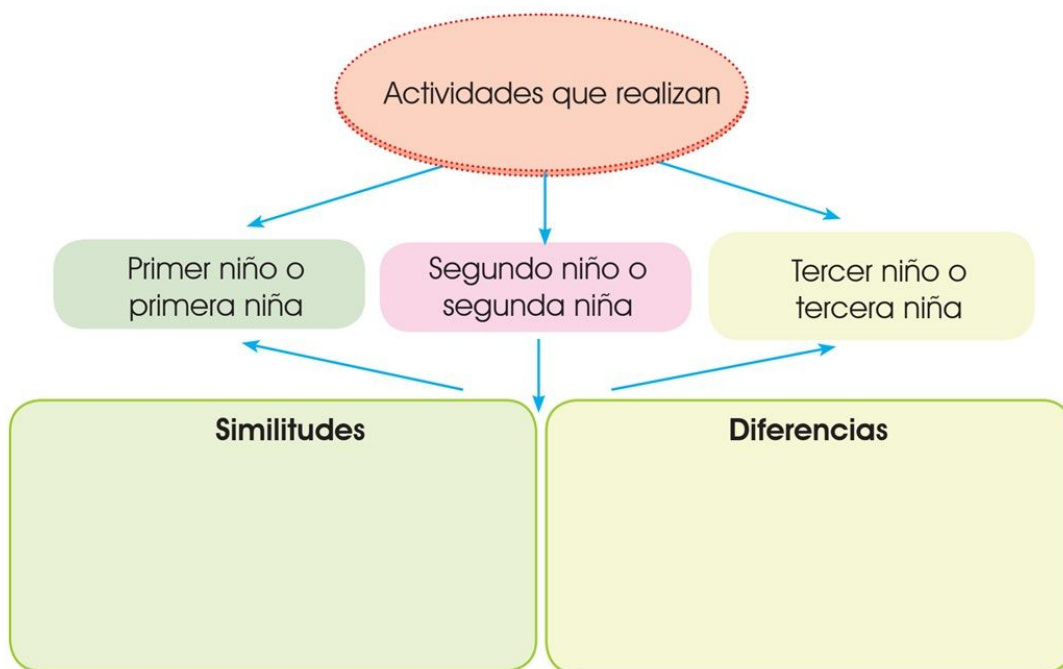 Actividades que realizan
Primer niño o
primera niña
Segundo niño o
segunda niña
Tercer niño o
tercera niña
Similitudes
Diferencias